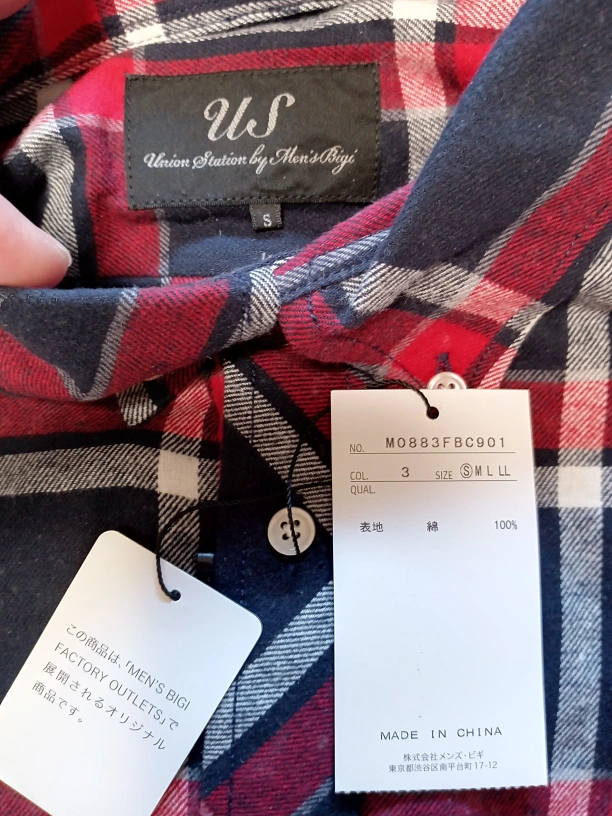 US
Union Station by Men's Bigi
S
NO. M0883FBC901
COL. 3 SIZE Ⓢ M L LL
QUAL.
表地 綿 100%
MADE IN CHINA
株式会社メンズ・ビギ
東京都渋谷区南平台町17-12
この商品は、「MEN'S BIGI
FACTORY OUTLETS」で
展開されるオリジナル
商品です。